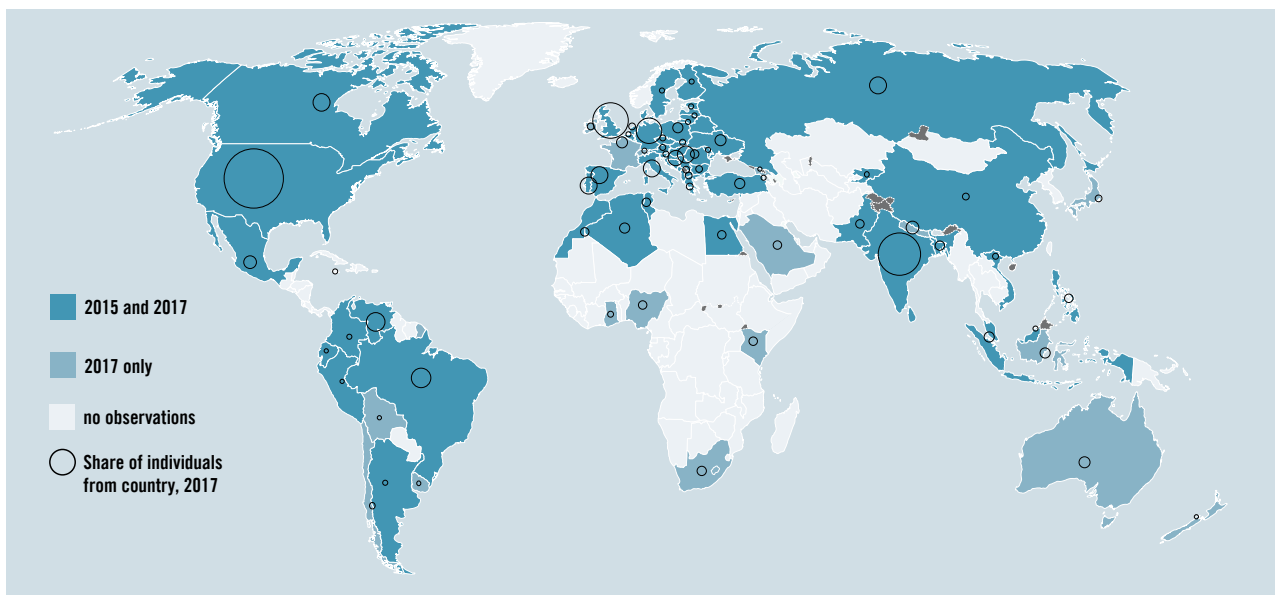 2015 and 2017
2017 only
no observations
Share of individuals
from country, 2017